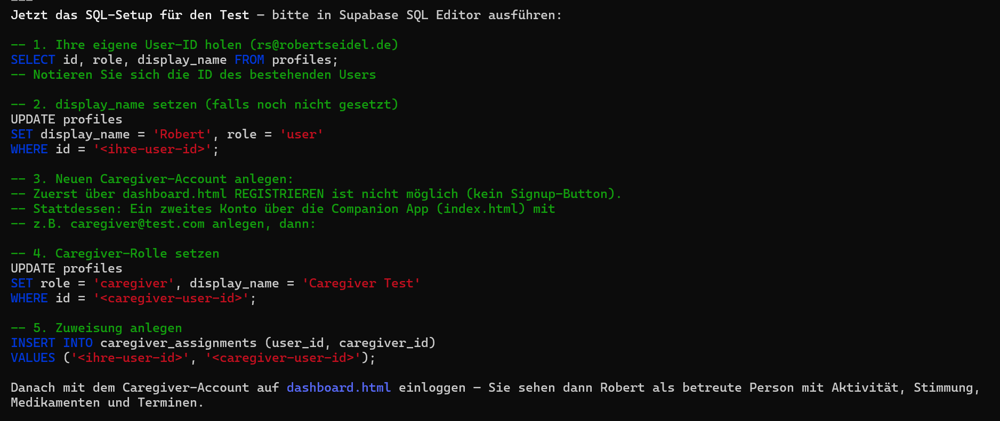 Jetzt das SQL-Setup für den Test — bitte in Supabase SQL Editor ausführen:
-- 1. Ihre eigene User-ID holen (rs@robertseidel.de)
SELECT id, role, display_name FROM profiles;
-- Notieren Sie sich die ID des bestehenden Users
-- 2. display_name setzen (falls noch nicht gesetzt)
UPDATE profiles
SET display_name = 'Robert', role = 'user'
WHERE id = '<ihre-user-id>';
-- 3. Neuen Caregiver-Account anlegen:
-- Zuerst über dashboard.html REGISTRIEREN ist nicht möglich (kein Signup-Button).
-- Stattdessen: Ein zweites Konto über die Companion App (index.html) mit
-- z.B. caregiver@test.com anlegen, dann:
-- 4. Caregiver-Rolle setzen
UPDATE profiles
SET role = 'caregiver', display_name = 'Caregiver Test'
WHERE id = '<caregiver-user-id>';
-- 5. Zuweisung anlegen
INSERT INTO caregiver_assignments (user_id, caregiver_id)
VALUES ('<ihre-user-id>', '<caregiver-user-id>');
Danach mit dem Caregiver-Account auf dashboard.html einloggen — Sie sehen dann Robert als betreute Person mit Aktivität, Stimmung,
Medikamenten und Terminen.